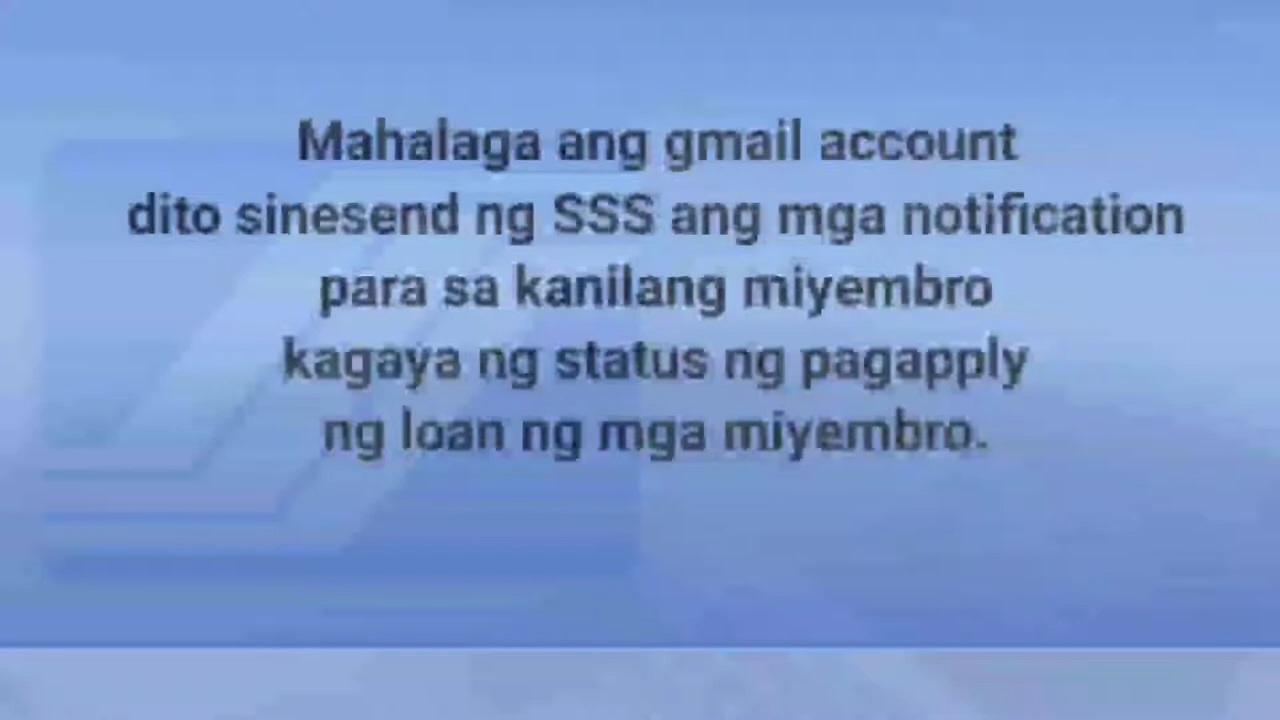 Mahalaga ang gmail account
dito sinesend ng SSS ang mga notification
para sa kanilang miyembro
kagaya ng status ng pagapply
ng loan ng mga miyembro.